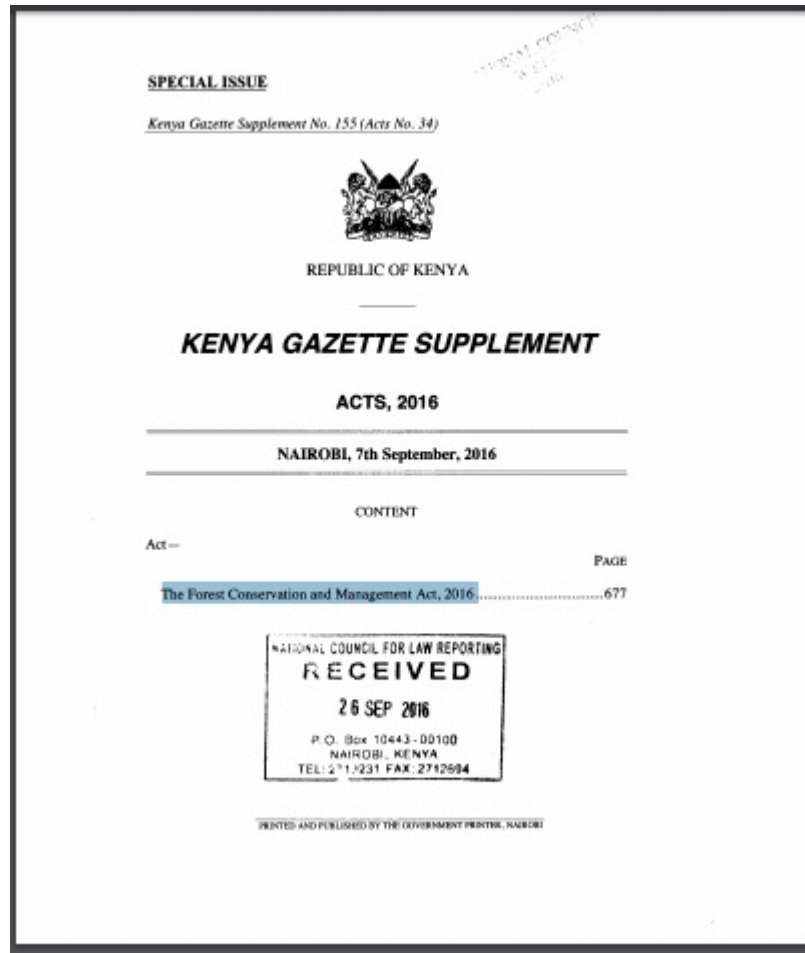 SPECIAL ISSUE
Kenya Gazette Supplement No. 155 (Acts No. 34)
REPUBLIC OF KENYA
KENYA GAZETTE SUPPLEMENT
ACTS, 2016
NAIROBI, 7th September, 2016
CONTENT
Act—
PAGE
The Forest Conservation and Management Act, 2016..............................677
NATIONAL COUNCIL FOR LAW REPORTING
RECEIVED
26 SEP 2016
P.O. Box 10443-00100
NAIROBI, KENYA
FAX: 2712694
PRINTED AND PUBLISHED BY THE GOVERNMENT PRINTER, NAIROBI